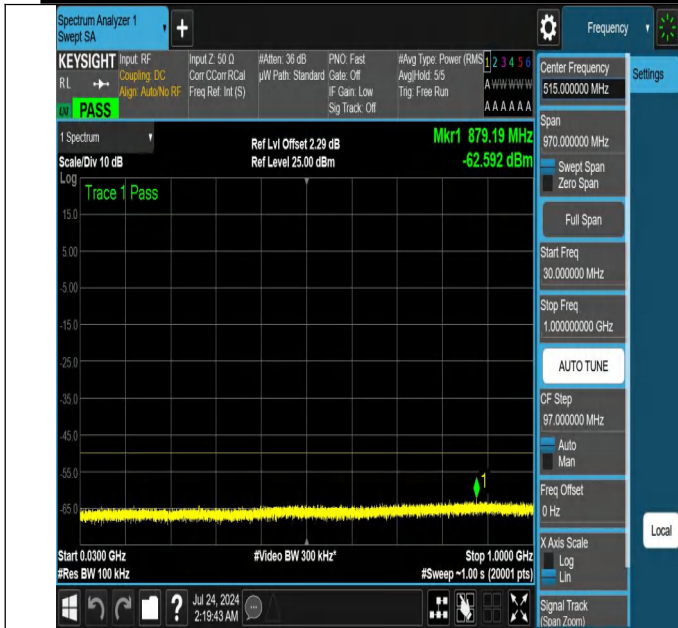 Spectrum Analyzer 1
Swept SA
+
Frequency
KEYSIGHT
RL
PASS
Input: RF
Coupling: DC
Align: Auto/No RF
Input Z: 50 Ω
Corr CCorr RCal
Freq Ref: Int (S)
#Atten: 36 dB
µW Path: Standard
PNO: Fast
Gate: Off
IF Gain: Low
Sig Track: Off
#Avg Type: Power (RMS
Avg|Hold: 5/5
Trig: Free Run
1 2 3 4 5 6
A W W W W W
A A A A A A
Settings
Center Frequency
515.000000 MHz
Span
970.000000 MHz
Swept Span
Zero Span
Full Span
Start Freq
30.000000 MHz
Stop Freq
1.000000000 GHz
AUTO TUNE
CF Step
97.000000 MHz
Auto
Man
Freq Offset
0 Hz
X Axis Scale
Log
Lin
Signal Track
(Span Zoom)
Local
1 Spectrum
Scale/Div 10 dB
Ref Lvl Offset 2.29 dB
Ref Level 25.00 dBm
Mkr1 879.19 MHz
-62.592 dBm
Log
Trace 1 Pass
15.0
5.00
-5.00
-15.0
-25.0
-35.0
-45.0
-55.0
-65.0
1
Start 0.0300 GHz
#Video BW 300 kHz*
Stop 1.0000 GHz
#Res BW 100 kHz
#Sweep ~1.00 s (20001 pts)
?
Jul 24, 2024
2:19:43 AM